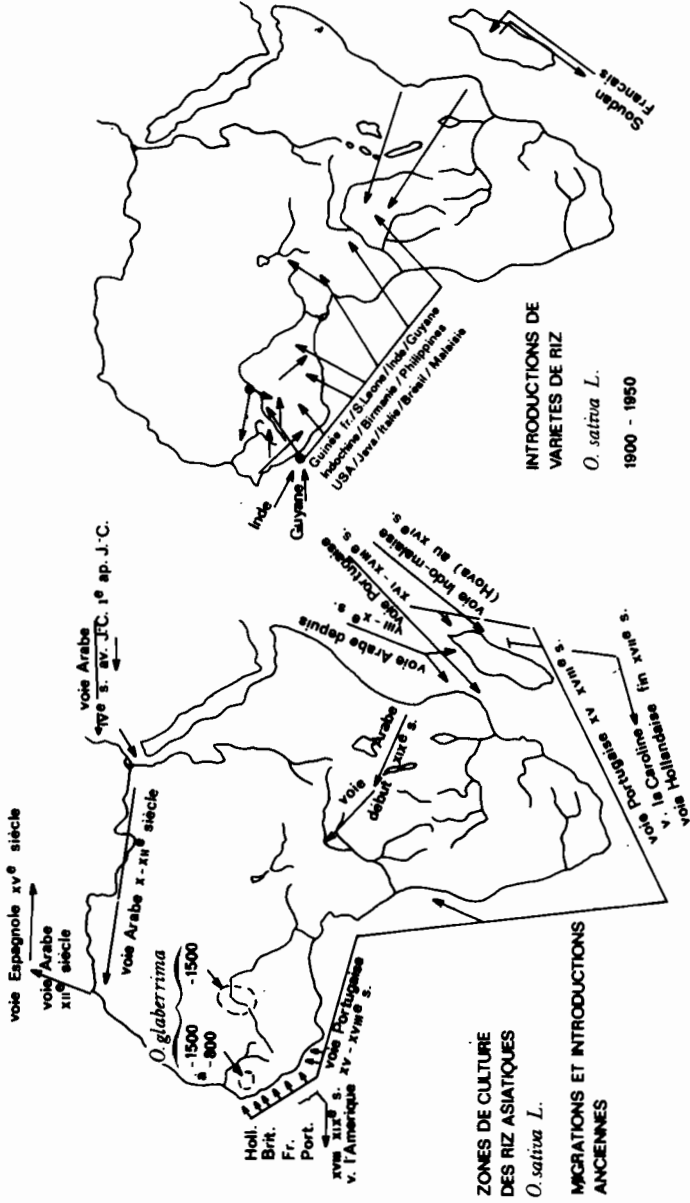 voie Espagnole XVe siècle
voie Arabe
XIIe siècle
voie Arabe
IVe s. av. J.C. 1e ap. J.-C.
voie Arabe X-XIIe siècle
O. glaberrima
-1500
à -800
-1500
Holl.
Brit.
Fr.
Port.
voie Portugaise
XV - XVIIIe s.
XVIII XIXe s.
v. l'Amerique
voie Arabe
début XIXe s.
voie Arabe depuis
VIII - Xe s.
voie Portugaise
XVI - XVIIIe s.
voie Indo-malaise
(Hova) au XVIe s.
voie Portugaise XV XVIIIe s.
v. la Caroline fin XVIIe s.
voie Hollandaise
ZONES DE CULTURE
DES RIZ ASIATIQUES
O. sativa L.
MIGRATIONS ET INTRODUCTIONS
ANCIENNES
Inde
Guyane
Guinée fr./S.Leone/Inde/Guyane
Indochine/Birmanie/Philippines
USA/Java/Italie/Brésil/Malaisie
Soudan
Francais
INTRODUCTIONS DE
VARIETES DE RIZ
O. sativa L.
1900 - 1950